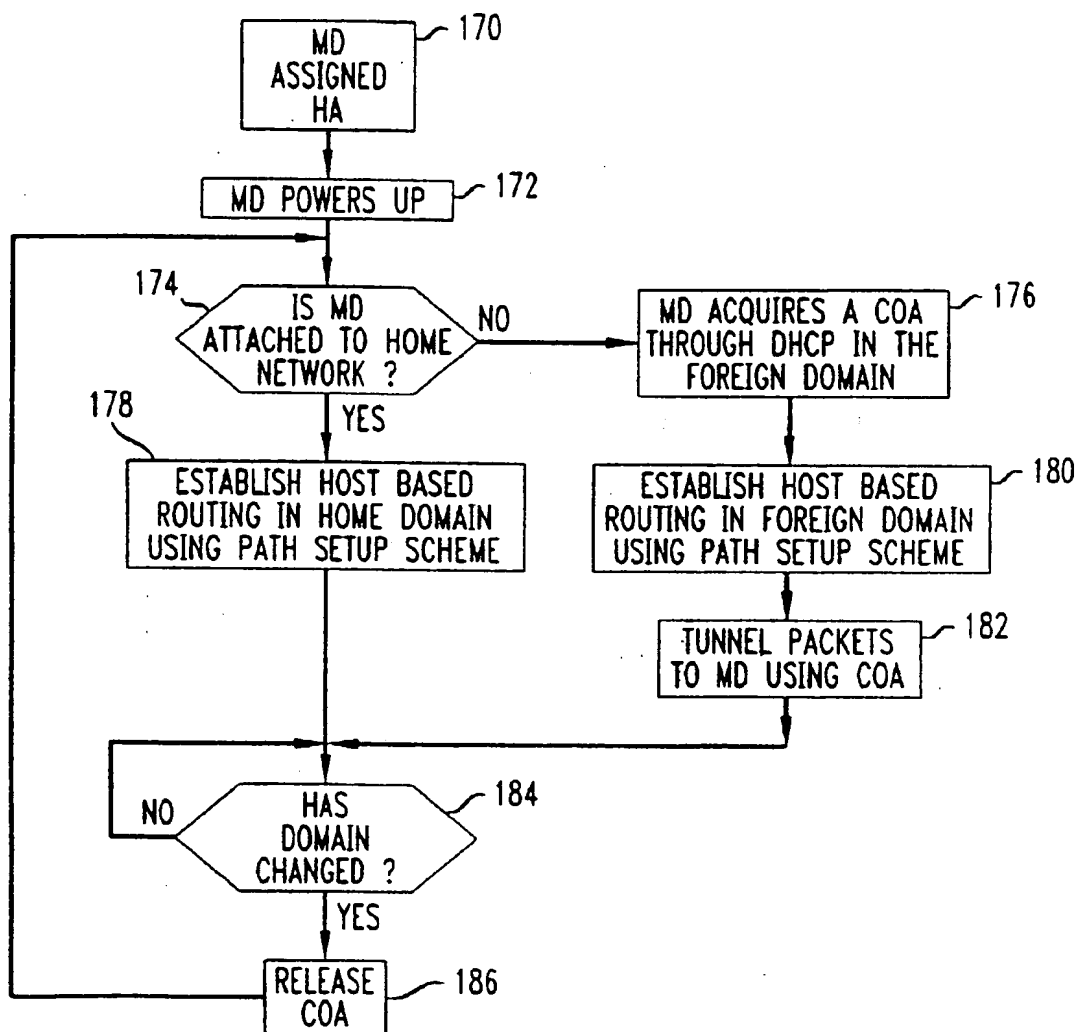 170
MD
ASSIGNED
HA
172
MD POWERS UP
174
IS MD
ATTACHED TO HOME
NETWORK ?
NO
YES
176
MD ACQUIRES A COA
THROUGH DHCP IN THE
FOREIGN DOMAIN
178
ESTABLISH HOST BASED
ROUTING IN HOME DOMAIN
USING PATH SETUP SCHEME
180
ESTABLISH HOST BASED
ROUTING IN FOREIGN DOMAIN
USING PATH SETUP SCHEME
182
TUNNEL PACKETS
TO MD USING COA
184
HAS
DOMAIN
CHANGED ?
NO
YES
RELEASE
COA
186